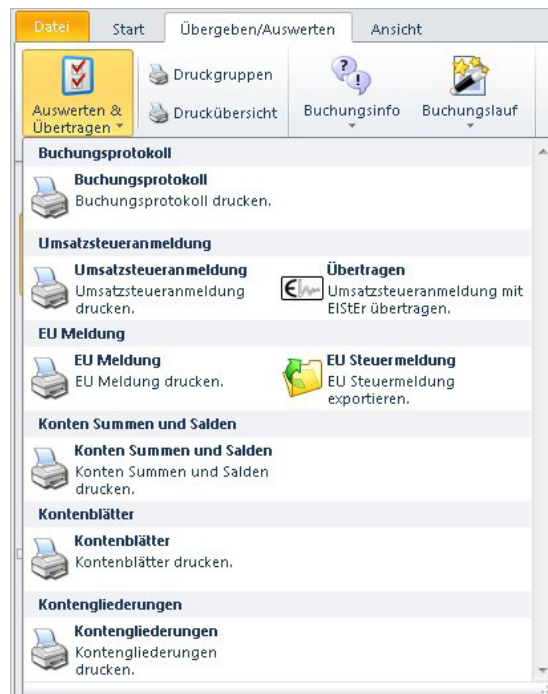 Datei Start Übergeben/Auswerten Ansicht
Auswerten & Übertragen
Druckgruppen
Druckübersicht
Buchungsinfo
Buchungslauf
Buchungsprotokoll
Buchungsprotokoll
Buchungsprotokoll drucken.
Umsatzsteueranmeldung
Umsatzsteueranmeldung
Umsatzsteueranmeldung
drucken.
Übertragen
Umsatzsteueranmeldung mit
ElStEr übertragen.
EU Meldung
EU Meldung
EU Meldung drucken.
EU Steuermeldung
EU Steuermeldung
exportieren.
Konten Summen und Salden
Konten Summen und Salden
Konten Summen und Salden
drucken.
Kontenblätter
Kontenblätter
Kontenblätter drucken.
Kontengliederungen
Kontengliederungen
Kontengliederungen
drucken.